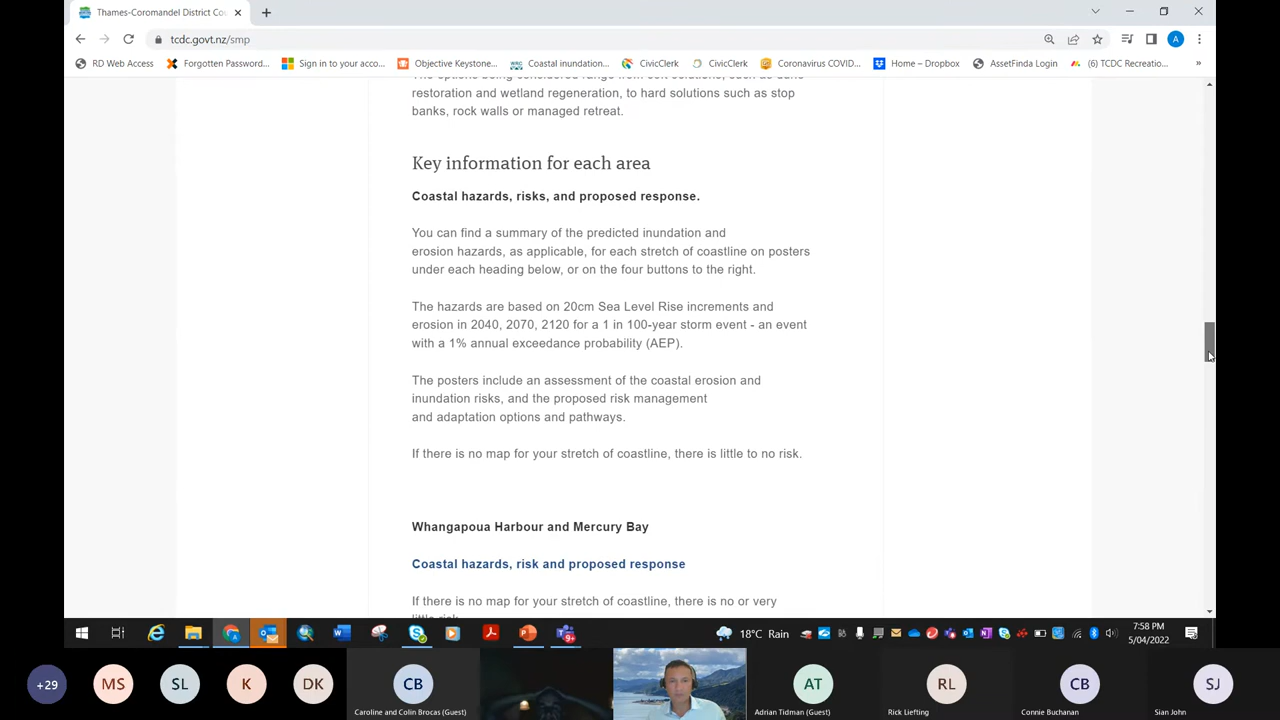 Thames-Coromandel District Cou
tcdc.govt.nz/smp
A
RD Web Access
Forgotten Password...
Sign in to your acco...
Objective Keystone...
Coastal inundation...
CivicClerk
CivicClerk
Coronavirus COVID...
Home – Dropbox
AssetFinda Login
(6) TCDC Recreatio...
»
restoration and wetland regeneration, to hard solutions such as stop
banks, rock walls or managed retreat.
Key information for each area
Coastal hazards, risks, and proposed response.
You can find a summary of the predicted inundation and
erosion hazards, as applicable, for each stretch of coastline on posters
under each heading below, or on the four buttons to the right.
The hazards are based on 20cm Sea Level Rise increments and
erosion in 2040, 2070, 2120 for a 1 in 100-year storm event - an event
with a 1% annual exceedance probability (AEP).
The posters include an assessment of the coastal erosion and
inundation risks, and the proposed risk management
and adaptation options and pathways.
If there is no map for your stretch of coastline, there is little to no risk.
Whangapoua Harbour and Mercury Bay
Coastal hazards, risk and proposed response
If there is no map for your stretch of coastline, there is no or very
little risk
18°C Rain
7:58 PM
5/04/2022
+29
MS
SL
K
DK
CB
Caroline and Colin Brocas (Guest)
AT
Adrian Tidman (Guest)
RL
Rick Liefting
CB
Connie Buchanan
SJ
Sian John